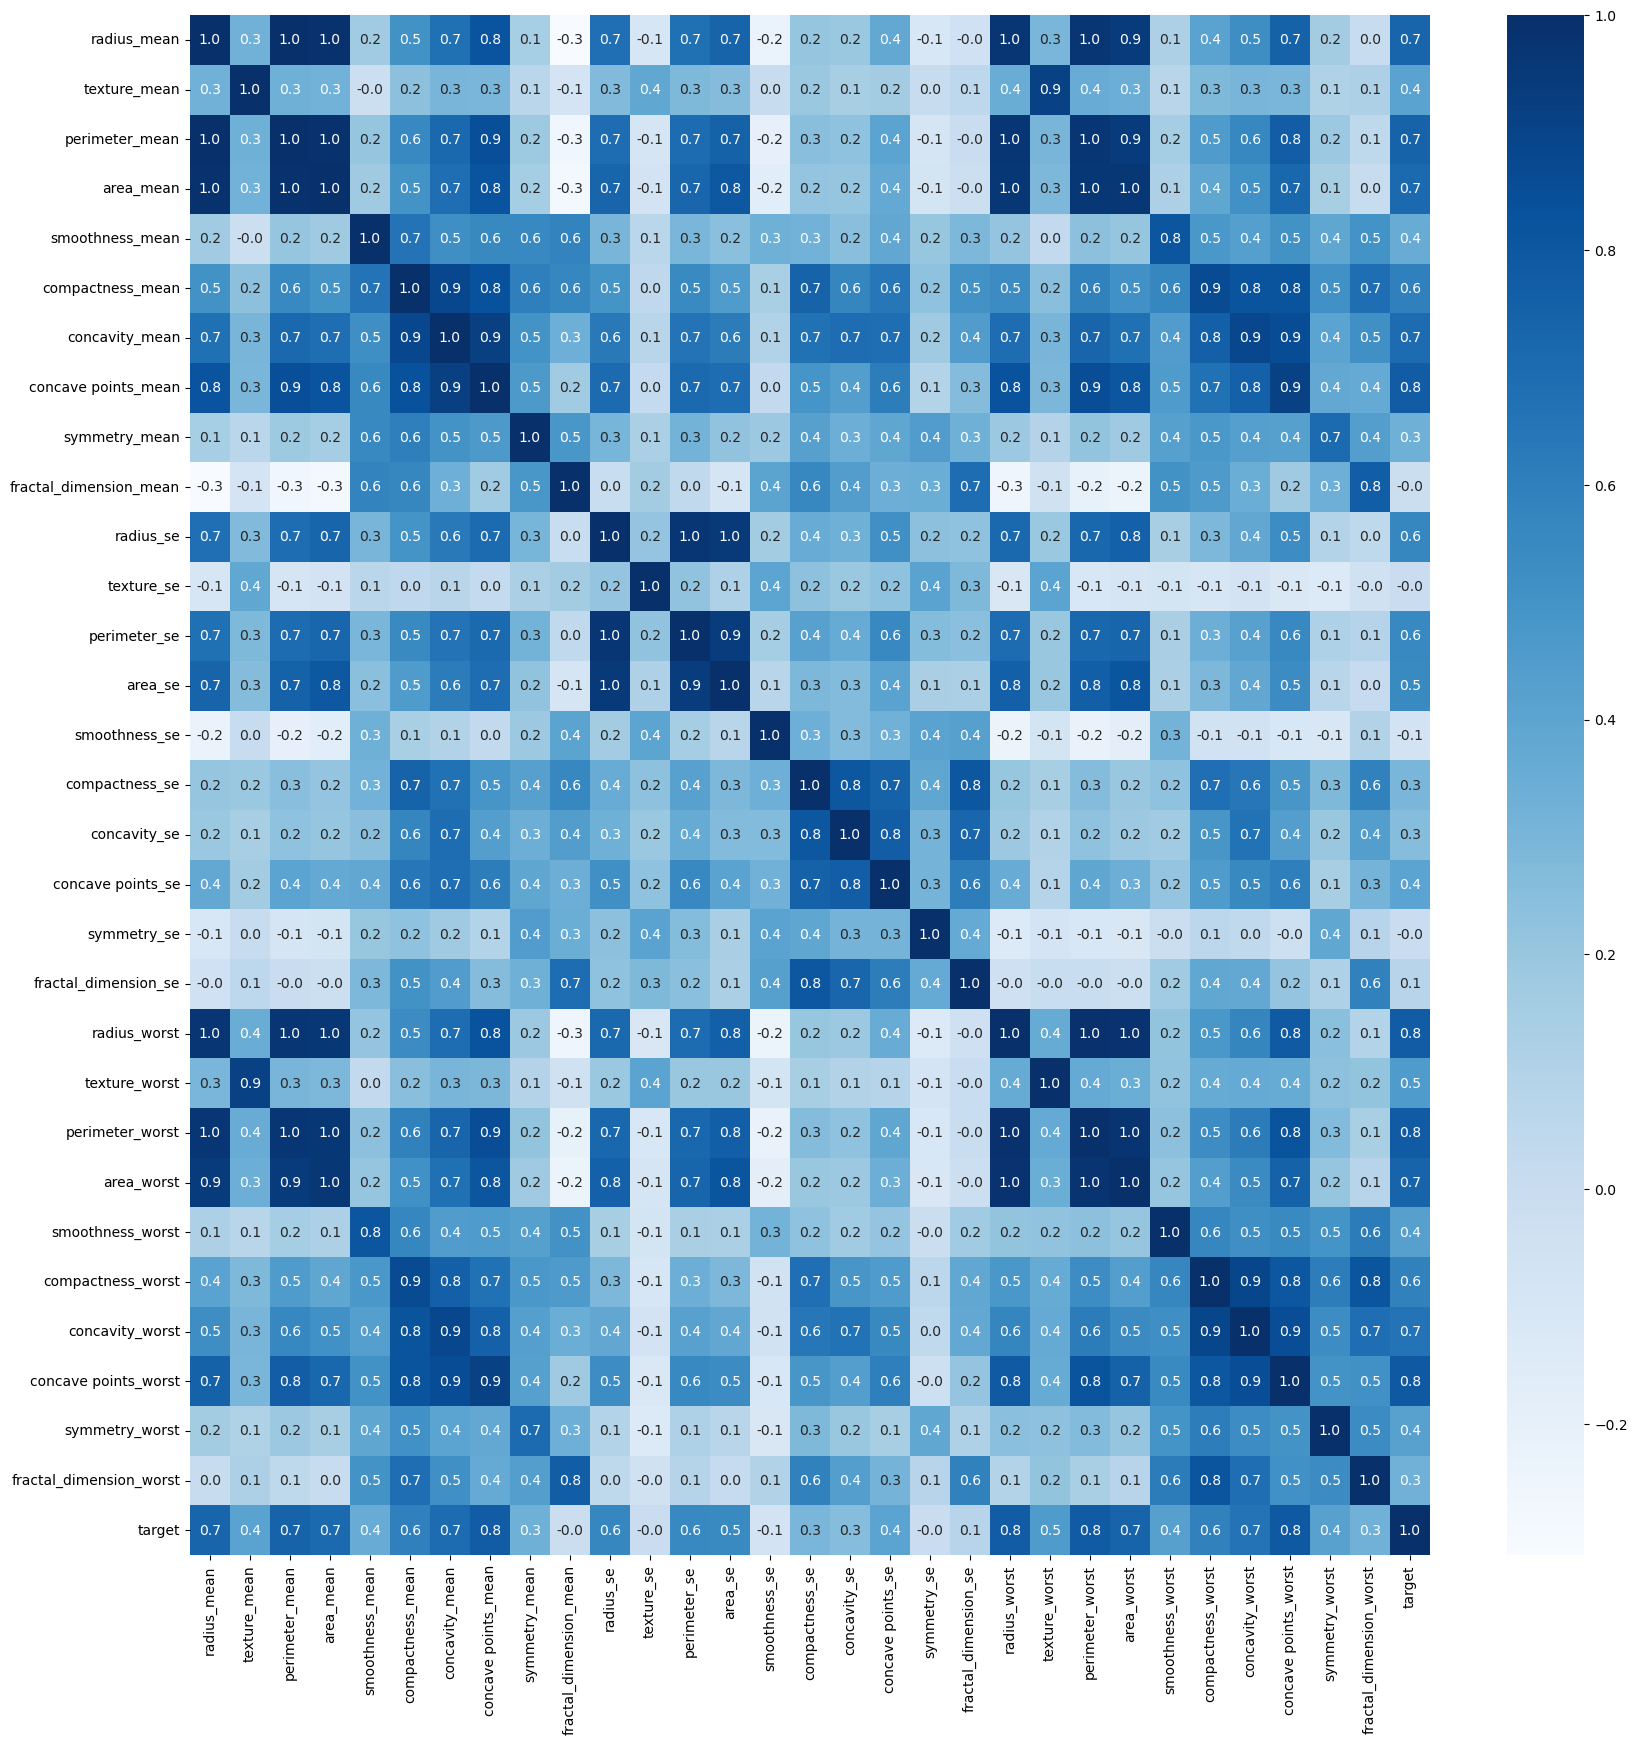 radius_mean 1.0 0.3 1.0 1.0 0.2 0.5 0.7 0.8 0.1 -0.3 0.7 -0.1 0.7 0.7 -0.2 0.2 0.2 0.4 -0.1 -0.0 1.0 0.3 1.0 0.9 0.1 0.4 0.5 0.7 0.2 0.0 0.7
texture_mean 0.3 1.0 0.3 0.3 -0.0 0.2 0.3 0.3 0.1 -0.1 0.3 0.4 0.3 0.3 0.0 0.2 0.1 0.2 0.0 0.1 0.4 0.9 0.4 0.3 0.1 0.3 0.3 0.3 0.1 0.1 0.4
perimeter_mean 1.0 0.3 1.0 1.0 0.2 0.6 0.7 0.9 0.2 -0.3 0.7 -0.1 0.7 0.7 -0.2 0.3 0.2 0.4 -0.1 -0.0 1.0 0.3 1.0 0.9 0.2 0.5 0.6 0.8 0.2 0.1 0.7
area_mean 1.0 0.3 1.0 1.0 0.2 0.5 0.7 0.8 0.2 -0.3 0.7 -0.1 0.7 0.8 -0.2 0.2 0.2 0.4 -0.1 -0.0 1.0 0.3 1.0 1.0 0.1 0.4 0.5 0.7 0.1 0.0 0.7
smoothness_mean 0.2 -0.0 0.2 0.2 1.0 0.7 0.5 0.6 0.6 0.6 0.3 0.1 0.3 0.2 0.3 0.3 0.2 0.4 0.2 0.3 0.2 0.0 0.2 0.2 0.8 0.5 0.4 0.5 0.4 0.5 0.4
compactness_mean 0.5 0.2 0.6 0.5 0.7 1.0 0.9 0.8 0.6 0.6 0.5 0.0 0.5 0.5 0.1 0.7 0.6 0.6 0.2 0.5 0.5 0.2 0.6 0.5 0.6 0.9 0.8 0.8 0.5 0.7 0.6
concavity_mean 0.7 0.3 0.7 0.7 0.5 0.9 1.0 0.9 0.5 0.3 0.6 0.1 0.7 0.6 0.1 0.7 0.7 0.7 0.2 0.4 0.7 0.3 0.7 0.7 0.4 0.8 0.9 0.9 0.4 0.5 0.7
concave points_mean 0.8 0.3 0.9 0.8 0.6 0.8 0.9 1.0 0.5 0.2 0.7 0.0 0.7 0.7 0.0 0.5 0.4 0.6 0.1 0.3 0.8 0.3 0.9 0.8 0.5 0.7 0.8 0.9 0.4 0.4 0.8
symmetry_mean 0.1 0.1 0.2 0.2 0.6 0.6 0.5 0.5 1.0 0.5 0.3 0.1 0.3 0.2 0.2 0.4 0.3 0.4 0.4 0.3 0.2 0.1 0.2 0.2 0.4 0.5 0.4 0.4 0.7 0.4 0.3
fractal_dimension_mean -0.3 -0.1 -0.3 -0.3 0.6 0.6 0.3 0.2 0.5 1.0 0.0 0.2 0.0 -0.1 0.4 0.6 0.4 0.3 0.3 0.7 -0.3 -0.1 -0.2 -0.2 0.5 0.5 0.3 0.2 0.3 0.8 -0.0
radius_se 0.7 0.3 0.7 0.7 0.3 0.5 0.6 0.7 0.3 0.0 1.0 0.2 1.0 1.0 0.2 0.4 0.3 0.5 0.2 0.2 0.7 0.2 0.7 0.8 0.1 0.3 0.4 0.5 0.1 0.0 0.6
texture_se -0.1 0.4 -0.1 -0.1 0.1 0.0 0.1 0.0 0.1 0.2 0.2 1.0 0.2 0.1 0.4 0.2 0.2 0.2 0.4 0.3 -0.1 0.4 -0.1 -0.1 -0.1 -0.1 -0.1 -0.1 -0.1 -0.0 -0.0
perimeter_se 0.7 0.3 0.7 0.7 0.3 0.5 0.7 0.7 0.3 0.0 1.0 0.2 1.0 0.9 0.2 0.4 0.4 0.6 0.3 0.2 0.7 0.2 0.7 0.7 0.1 0.3 0.4 0.6 0.1 0.1 0.6
area_se 0.7 0.3 0.7 0.8 0.2 0.5 0.6 0.7 0.2 -0.1 1.0 0.1 0.9 1.0 0.1 0.3 0.3 0.4 0.1 0.1 0.8 0.2 0.8 0.8 0.1 0.3 0.4 0.5 0.1 0.0 0.5
smoothness_se -0.2 0.0 -0.2 -0.2 0.3 0.1 0.1 0.0 0.2 0.4 0.2 0.4 0.2 0.1 1.0 0.3 0.3 0.3 0.4 0.4 -0.2 -0.1 -0.2 -0.2 0.3 -0.1 -0.1 -0.1 -0.1 0.1 -0.1
compactness_se 0.2 0.2 0.3 0.2 0.3 0.7 0.7 0.5 0.4 0.6 0.4 0.2 0.4 0.3 0.3 1.0 0.8 0.7 0.4 0.8 0.2 0.1 0.3 0.2 0.2 0.7 0.6 0.5 0.3 0.6 0.3
concavity_se 0.2 0.1 0.2 0.2 0.2 0.6 0.7 0.4 0.3 0.4 0.3 0.2 0.4 0.3 0.3 0.8 1.0 0.8 0.3 0.7 0.2 0.1 0.2 0.2 0.2 0.5 0.7 0.4 0.2 0.4 0.3
concave points_se 0.4 0.2 0.4 0.4 0.4 0.6 0.7 0.6 0.4 0.3 0.5 0.2 0.6 0.4 0.3 0.7 0.8 1.0 0.3 0.6 0.4 0.1 0.4 0.3 0.2 0.5 0.5 0.6 0.1 0.3 0.4
symmetry_se -0.1 0.0 -0.1 -0.1 0.2 0.2 0.2 0.1 0.4 0.3 0.2 0.4 0.3 0.1 0.4 0.4 0.3 0.3 1.0 0.4 -0.1 -0.1 -0.1 -0.1 -0.0 0.1 0.0 -0.0 0.4 0.1 -0.0
fractal_dimension_se -0.0 0.1 -0.0 -0.0 0.3 0.5 0.4 0.3 0.3 0.7 0.2 0.3 0.2 0.1 0.4 0.8 0.7 0.6 0.4 1.0 -0.0 -0.0 -0.0 -0.0 0.2 0.4 0.4 0.2 0.1 0.6 0.1
radius_worst 1.0 0.4 1.0 1.0 0.2 0.5 0.7 0.8 0.2 -0.3 0.7 -0.1 0.7 0.8 -0.2 0.2 0.2 0.4 -0.1 -0.0 1.0 0.4 1.0 1.0 0.2 0.5 0.6 0.8 0.2 0.1 0.8
texture_worst 0.3 0.9 0.3 0.3 0.0 0.2 0.3 0.3 0.1 -0.1 0.2 0.4 0.2 0.2 -0.1 0.1 0.1 0.1 -0.1 -0.0 0.4 1.0 0.4 0.3 0.2 0.4 0.4 0.4 0.2 0.2 0.5
perimeter_worst 1.0 0.4 1.0 1.0 0.2 0.6 0.7 0.9 0.2 -0.2 0.7 -0.1 0.7 0.8 -0.2 0.3 0.2 0.4 -0.1 -0.0 1.0 0.4 1.0 1.0 0.2 0.5 0.6 0.8 0.3 0.1 0.8
area_worst 0.9 0.3 0.9 1.0 0.2 0.5 0.7 0.8 0.2 -0.2 0.8 -0.1 0.7 0.8 -0.2 0.2 0.2 0.3 -0.1 -0.0 1.0 0.3 1.0 1.0 0.2 0.4 0.5 0.7 0.2 0.1 0.7
smoothness_worst 0.1 0.1 0.2 0.1 0.8 0.6 0.4 0.5 0.4 0.5 0.1 -0.1 0.1 0.1 0.3 0.2 0.2 0.2 -0.0 0.2 0.2 0.2 0.2 0.2 1.0 0.6 0.5 0.5 0.5 0.6 0.4
compactness_worst 0.4 0.3 0.5 0.4 0.5 0.9 0.8 0.7 0.5 0.5 0.3 -0.1 0.3 0.3 -0.1 0.7 0.5 0.5 0.1 0.4 0.5 0.4 0.5 0.4 0.6 1.0 0.9 0.8 0.6 0.8 0.6
concavity_worst 0.5 0.3 0.6 0.5 0.4 0.8 0.9 0.8 0.4 0.3 0.4 -0.1 0.4 0.4 -0.1 0.6 0.7 0.5 0.0 0.4 0.6 0.4 0.6 0.5 0.5 0.9 1.0 0.9 0.5 0.7 0.7
concave points_worst 0.7 0.3 0.8 0.7 0.5 0.8 0.9 0.9 0.4 0.2 0.5 -0.1 0.6 0.5 -0.1 0.5 0.4 0.6 -0.0 0.2 0.8 0.4 0.8 0.7 0.5 0.8 0.9 1.0 0.5 0.5 0.8
symmetry_worst 0.2 0.1 0.2 0.1 0.4 0.5 0.4 0.4 0.7 0.3 0.1 -0.1 0.1 0.1 -0.1 0.3 0.2 0.1 0.4 0.1 0.2 0.2 0.3 0.2 0.5 0.6 0.5 0.5 1.0 0.5 0.4
fractal_dimension_worst 0.0 0.1 0.1 0.0 0.5 0.7 0.5 0.4 0.4 0.8 0.0 -0.0 0.1 0.0 0.1 0.6 0.4 0.3 0.1 0.6 0.1 0.2 0.1 0.1 0.6 0.8 0.7 0.5 0.5 1.0 0.3
target 0.7 0.4 0.7 0.7 0.4 0.6 0.7 0.8 0.3 -0.0 0.6 -0.0 0.6 0.5 -0.1 0.3 0.3 0.4 -0.0 0.1 0.8 0.5 0.8 0.7 0.4 0.6 0.7 0.8 0.4 0.3 1.0
radius_mean
texture_mean
perimeter_mean
area_mean
smoothness_mean
compactness_mean
concavity_mean
concave points_mean
symmetry_mean
fractal_dimension_mean
radius_se
texture_se
perimeter_se
area_se
smoothness_se
compactness_se
concavity_se
concave points_se
symmetry_se
fractal_dimension_se
radius_worst
texture_worst
perimeter_worst
area_worst
smoothness_worst
compactness_worst
concavity_worst
concave points_worst
symmetry_worst
fractal_dimension_worst
target
1.0
0.8
0.6
0.4
0.2
0.0
−0.2